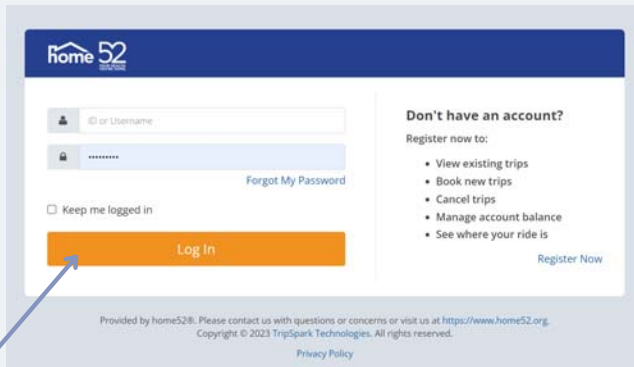 home 52
ID or Username
•••••••••
Forgot My Password
Keep me logged in
Log In
Don't have an account?
Register now to:
• View existing trips
• Book new trips
• Cancel trips
• Manage account balance
• See where your ride is
Register Now
Provided by home52®. Please contact us with questions or concerns or visit us at https://www.home52.org.
Copyright © 2023 TripSpark Technologies. All rights reserved.
Privacy Policy